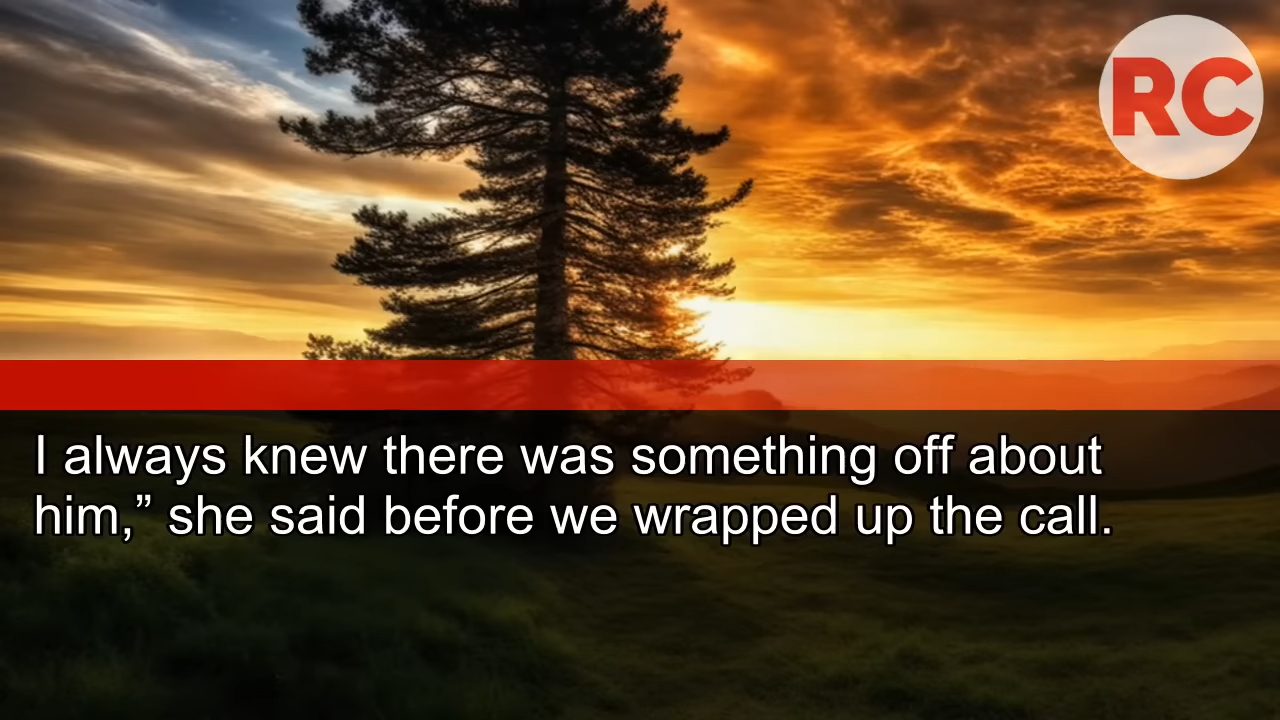 RC
I always knew there was something off about
him,” she said before we wrapped up the call.